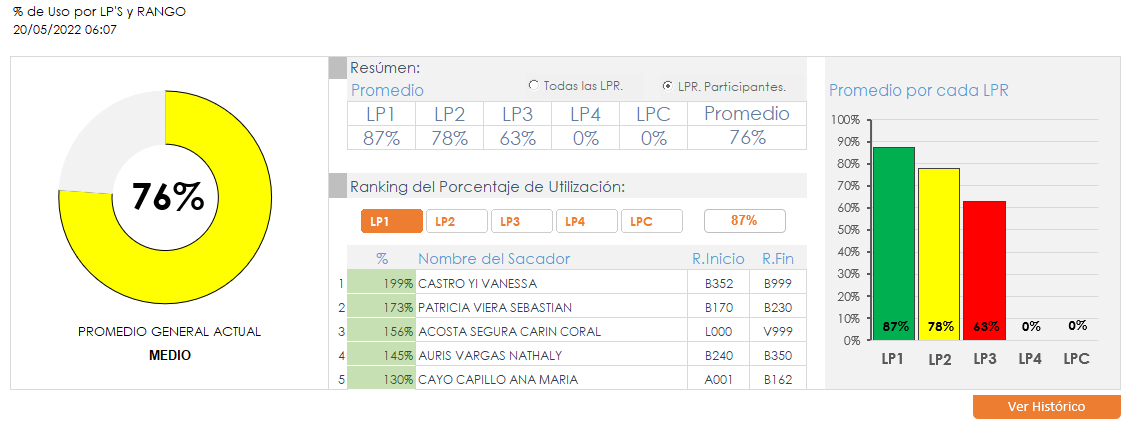 % de Uso por LP'S y RANGO
20/05/2022 06:07
76%
PROMEDIO GENERAL ACTUAL
MEDIO
Resúmen:
Promedio
Todas las LPR. LPR. Participantes.
LP1 LP2 LP3 LP4 LPC Promedio
87% 78% 63% 0% 0% 76%
Ranking del Porcentaje de Utilización:
LP1 LP2 LP3 LP4 LPC 87%
% Nombre del Sacador R.Inicio R.Fin
1 199% CASTRO YI VANESSA B352 B999
2 173% PATRICIA VIERA SEBASTIAN B170 B230
3 156% ACOSTA SEGURA CARIN CORAL L000 V999
4 145% AURIS VARGAS NATHALY B240 B350
5 130% CAYO CAPILLO ANA MARIA A001 B162
Promedio por cada LPR
100%
90%
80%
70%
60%
50%
40%
30%
20%
10%
0%
87% 78% 63% 0% 0%
LP1 LP2 LP3 LP4 LPC
Ver Histórico